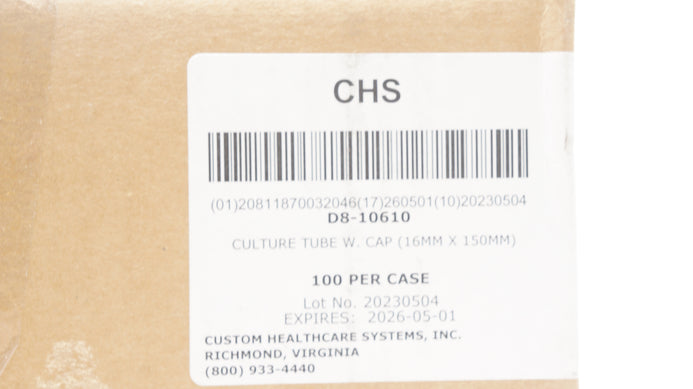 CHS
(01)20811870032046(17)260501(10)20230504
D8-10610
CULTURE TUBE W. CAP (16MM X 150MM)
100 PER CASE
Lot No. 20230504
EXPIRES: 2026-05-01
CUSTOM HEALTHCARE SYSTEMS, INC.
RICHMOND, VIRGINIA
(800) 933-4440